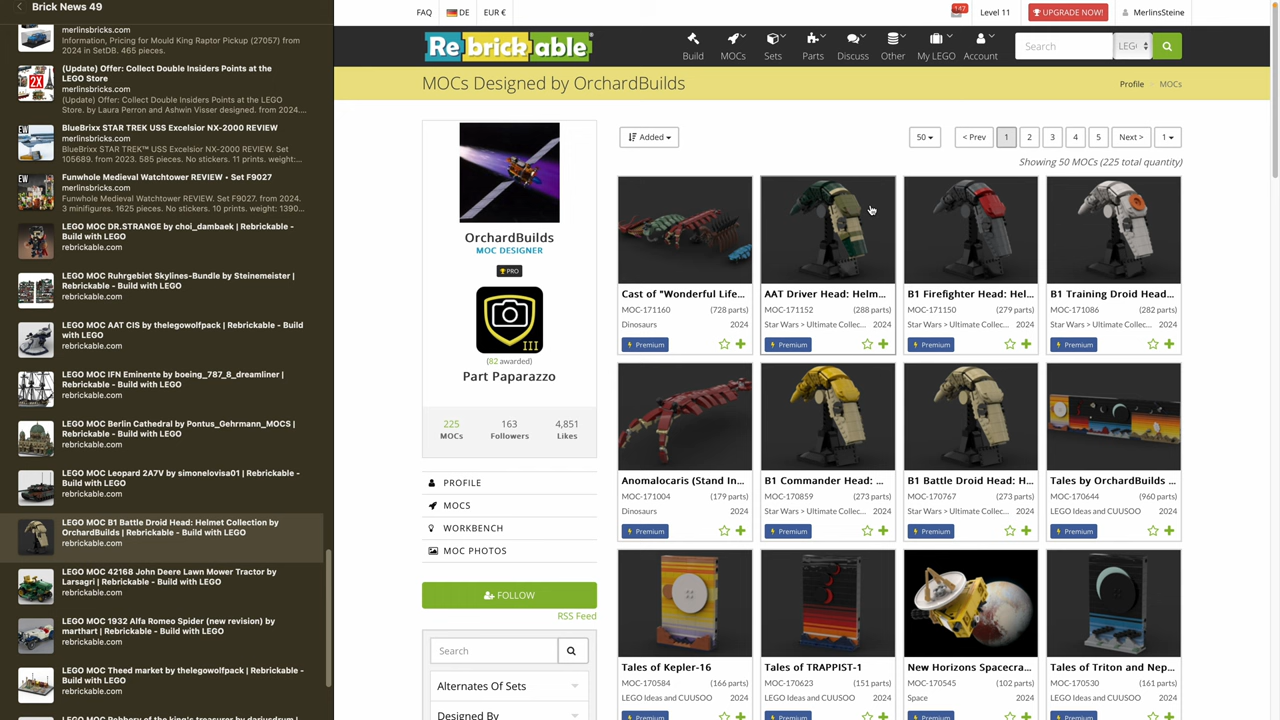 Brick News 49
merlinsbricks.com
Information, Pricing for Mould King Raptor Pickup (27057) from
2024 in SetDB. 465 pieces.
(Update) Offer: Collect Double Insiders Points at the
LEGO Store
merlinsbricks.com
(Update) Offer: Collect Double Insiders Points at the LEGO
Store. by Laura Perron and Ashwin Visser designed. from 2024...
BlueBrixx STAR TREK USS Excelsior NX-2000 REVIEW
merlinsbricks.com
BlueBrixx STAR TREK™ USS Excelsior NX-2000 REVIEW. Set
105689. from 2023. 585 pieces. No stickers. 11 prints. weight:...
Funwhole Medieval Watchtower REVIEW • Set F9027
merlinsbricks.com
Funwhole Medieval Watchtower REVIEW. Set F9027. from 2024.
3 minifigures. 1625 pieces. No stickers. 10 prints. weight: 1390...
LEGO MOC DR.STRANGE by choi_dambaek | Rebrickable -
Build with LEGO
rebrickable.com
LEGO MOC Ruhrgebiet Skylines-Bundle by Steinemeister |
Rebrickable - Build with LEGO
rebrickable.com
LEGO MOC AAT CIS by thelegowolfpack | Rebrickable - Build
with LEGO
rebrickable.com
LEGO MOC IFN Eminente by boeing_787_8_dreamliner |
Rebrickable - Build with LEGO
rebrickable.com
LEGO MOC Berlin Cathedral by Pontus_Gehrmann_MOCS |
Rebrickable - Build with LEGO
rebrickable.com
LEGO MOC Leopard 2A7V by simonelovisa01 | Rebrickable -
Build with LEGO
rebrickable.com
LEGO MOC B1 Battle Droid Head: Helmet Collection by
OrchardBuilds | Rebrickable - Build with LEGO
rebrickable.com
LEGO MOC 42168 John Deere Lawn Mower Tractor by
Larsagri | Rebrickable - Build with LEGO
rebrickable.com
LEGO MOC 1932 Alfa Romeo Spider (new revision) by
marthart | Rebrickable - Build with LEGO
rebrickable.com
LEGO MOC Theed market by thelegowolfpack | Rebrickable -
Build with LEGO
rebrickable.com
LEGO MOC Robbery of the king's treasurer by dariusdrum |
FAQ DE EUR € 147 Level 11 UPGRADE NOW! MerlinsSteine
Rebrickable
Build MOCs Sets Parts Discuss Other My LEGO Account Search LEG
MOCs Designed by OrchardBuilds Profile MOCs
OrchardBuilds
MOC DESIGNER
PRO
III
(82 awarded)
Part Paparazzo
225 163 4,851
MOCs Followers Likes
PROFILE
MOCS
WORKBENCH
MOC PHOTOS
FOLLOW
RSS Feed
Search
Alternates Of Sets
Designed By
Added 50 < Prev 1 2 3 4 5 Next > 1
Showing 50 MOCs (225 total quantity)
Cast of "Wonderful Life... AAT Driver Head: Helm... B1 Firefighter Head: Hel... B1 Training Droid Head...
MOC-171160 (728 parts) MOC-171152 (288 parts) MOC-171150 (279 parts) MOC-171086 (282 parts)
Dinosaurs 2024 Star Wars > Ultimate Collec... 2024 Star Wars > Ultimate Collec... 2024 Star Wars > Ultimate Collec... 2024
Premium Premium Premium Premium
Anomalocaris (Stand In... B1 Commander Head: ... B1 Battle Droid Head: H... Tales by OrchardBuilds ...
MOC-171004 (179 parts) MOC-170859 (273 parts) MOC-170767 (273 parts) MOC-170644 (960 parts)
Dinosaurs 2024 Star Wars > Ultimate Collec... 2024 Star Wars > Ultimate Collec... 2024 LEGO Ideas and CUUSOO 2024
Premium Premium Premium Premium
Tales of Kepler-16 Tales of TRAPPIST-1 New Horizons Spacecra... Tales of Triton and Nep...
MOC-170584 (166 parts) MOC-170623 (151 parts) MOC-170545 (102 parts) MOC-170530 (161 parts)
LEGO Ideas and CUUSOO 2024 LEGO Ideas and CUUSOO 2024 Space 2024 LEGO Ideas and CUUSOO 2024
Premium Premium Premium Premium